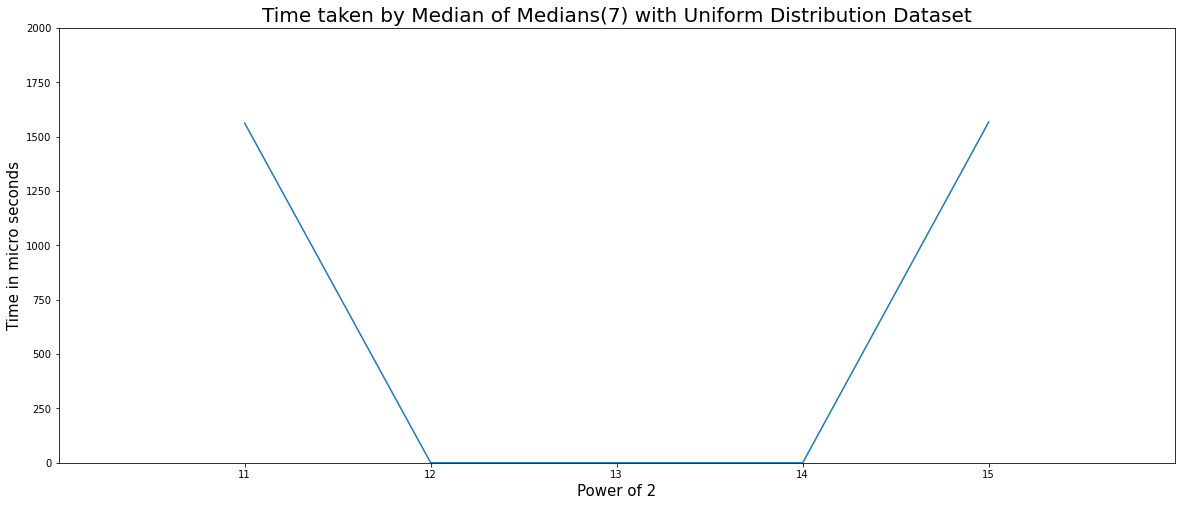 Time taken by Median of Medians(7) with Uniform Distribution Dataset
2000
1750
1500
1250
1000
750
500
250
0
Time in micro seconds
11 12 13 14 15
Power of 2